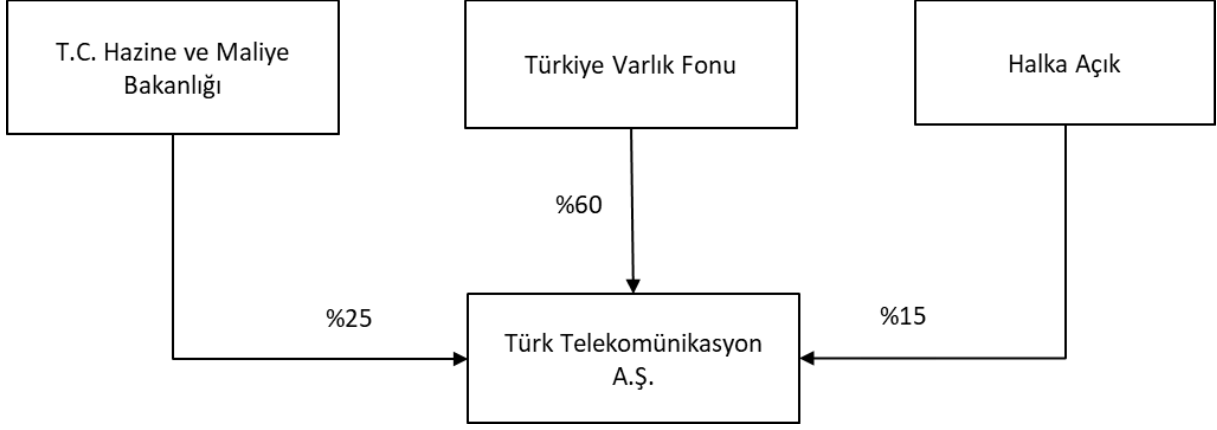 T.C. Hazine ve Maliye
Bakanlığı
Türkiye Varlık Fonu
Halka Açık
%60
%25
%15
Türk Telekomünikasyon
A.Ş.